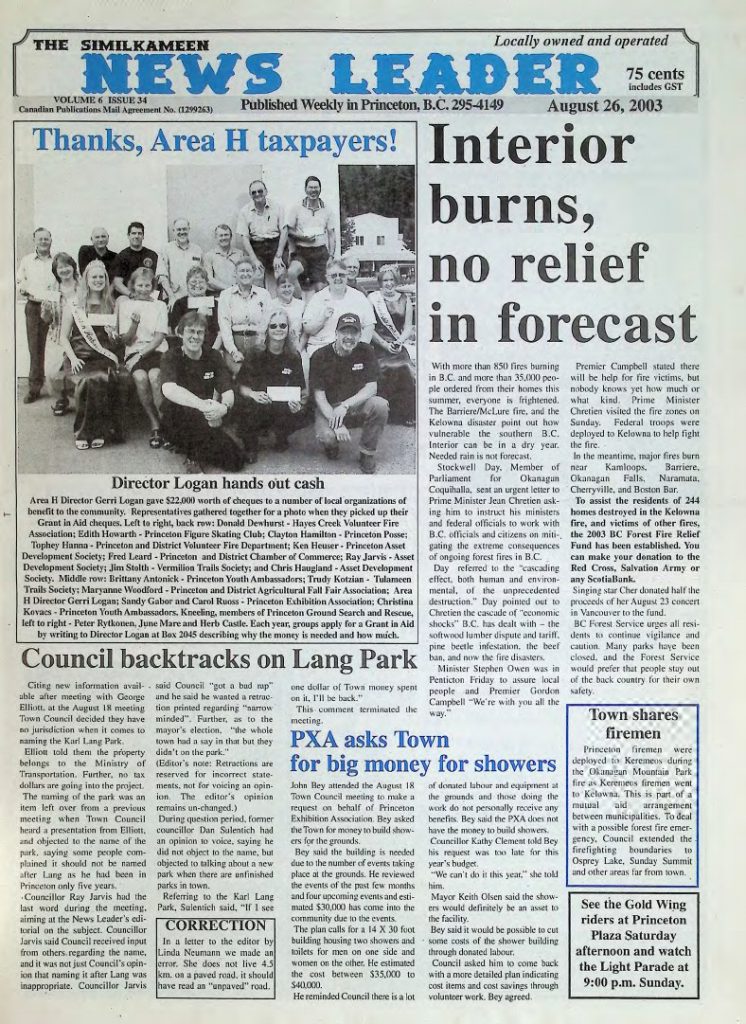 THE SIMILKAMEEN
Locally owned and operated
NEWS LEADER
75 cents
includes GST
VOLUME 6 ISSUE 34
Canadian Publications Mail Agreement No. (1299263)
Published Weekly in Princeton, B.C. 295-4149
August 26, 2003
Thanks, Area H taxpayers!
Director Logan hands out cash
Area H Director Gerri Logan gave $22,000 worth of cheques to a number of local organizations of
benefit to the community. Representatives gathered together for a photo when they picked up their
Grant in Aid cheques. Left to right, back row: Donald Dewhurst - Hayes Creek Volunteer Fire
Association; Edith Howarth - Princeton Figure Skating Club; Clayton Hamilton - Princeton Posse;
Tophey Hanna - Princeton and District Volunteer Fire Department; Ken Heuser - Princeton Asset
Development Society; Fred Leard - Princeton and District Chamber of Commerce; Ray Jarvis - Asset
Development Society; Jim Stolth - Vermilion Trails Society; and Chris Haugland - Asset Development
Society. Middle row: Brittany Antonick - Princeton Youth Ambassadors; Trudy Kotzian - Tulameen
Trails Society; Maryanne Woodford - Princeton and District Agricultural Fall Fair Association; Area
H Director Gerri Logan; Sandy Gabor and Carol Ruoss - Princeton Exhibition Association; Christina
Kovacs - Princeton Youth Ambassadors. Kneeling, members of Princeton Ground Search and Rescue,
left to right - Peter Rytkonen, June Mare and Herb Castle. Each year, groups apply for a Grant in Aid
by writing to Director Logan at Box 2045 describing why the money is needed and how much.
Interior
burns,
no relief
in forecast
With more than 850 fires burning
in B.C. and more than 35,000 peo-
ple ordered from their homes this
summer, everyone is frightened.
The Barriere/McLure fire, and the
Kelowna disaster point out how
vulnerable the southern B.C.
Interior can be in a dry year.
Needed rain is not forecast.
Stockwell Day, Member of
Parliament for Okanagan
Coquihalla, sent an urgent letter to
Prime Minister Jean Chretien ask-
ing him to instruct his ministers
and federal officials to work with
B.C. officials and citizens on miti-
gating the extreme consequences
of ongoing forest fires in B.C.
Day referred to the "cascading
effect, both human and environ-
mental, of the unprecedented
destruction." Day pointed out to
Chretien the cascade of "economic
shocks" B.C. has dealt with – the
softwood lumber dispute and tariff,
pine beetle infestation, the beef
ban, and now the fire disasters.
Minister Stephen Owen was in
Penticton Friday to assure local
people and Premier Gordon
Campbell "We're with you all the
way."
Premier Campbell stated there
will be help for fire victims, but
nobody knows yet how much or
what kind. Prime Minister
Chretien visited the fire zones on
Sunday. Federal troops were
deployed to Kelowna to help fight
the fire.
In the meantime, major fires burn
near Kamloops, Barriere,
Okanagan Falls, Naramata,
Cherryville, and Boston Bar.
To assist the residents of 244
homes destroyed in the Kelowna
fire, and victims of other fires,
the 2003 BC Forest Fire Relief
Fund has been established. You
can make your donation to the
Red Cross, Salvation Army or
any ScotiaBank.
Singing star Cher donated half the
proceeds of her August 23 concert
in Vancouver to the fund.
BC Forest Service urges all resi-
dents to continue vigilance and
caution. Many parks have been
closed, and the Forest Service
would prefer that people stay out
of the back country for their own
safety.
Council backtracks on Lang Park
Citing new information avail-
able after meeting with George
Elliott, at the August 18 meeting
Town Council decided they have
no jurisdiction when it comes to
naming the Karl Lang Park.
Elliott told them the property
belongs to the Ministry of
Transportation. Further, no tax
dollars are going into the project.
The naming of the park was an
item left over from a previous
meeting when Town Council
heard a presentation from Elliott,
and objected to the name of the
park, saying some people com-
plained it should not be named
after Lang as he had been in
Princeton only five years.
Councillor Ray Jarvis had the
last word during the meeting,
aiming at the News Leader's edi-
torial on the subject. Councillor
Jarvis said Council received input
from others regarding the name,
and it was not just Council's opin-
ion that naming it after Lang was
inappropriate. Councillor Jarvis
said Council "got a bad rap"
and he said he wanted a retrac-
tion printed regarding "narrow
minded". Further, as to the
mayor's election, "the whole
town had a say in that but they
didn't on the park."
(Editor's note: Retractions are
reserved for incorrect state-
ments, not for voicing an opin-
ion. The editor's opinion
remains un-changed.)
During question period, former
councillor Dan Sulentich had
an opinion to voice, saying he
did not object to the name, but
objected to talking about a new
park when there are unfinished
parks in town.
Referring to the Karl Lang
Park, Sulentich said, "If I see
one dollar of Town money spent
on it, I'll be back."
This comment terminated the
meeting.
CORRECTION
In a letter to the editor by
Linda Neumann we made an
error. She does not live 4.5
km. on a paved road, it should
have read an "unpaved" road.
PXA asks Town
for big money for showers
John Bey attended the August 18
Town Council meeting to make a
request on behalf of Princeton
Exhibition Association. Bey asked
the Town for money to build show-
ers for the grounds.
Bey said the building is needed
due to the number of events taking
place at the grounds. He reviewed
the events of the past few months
and four upcoming events and esti-
mated $30,000 has come into the
community due to the events.
The plan calls for a 14 X 30 foot
building housing two showers and
toilets for men on one side and
women on the other. He estimated
the cost between $35,000 to
$40,000.
He reminded Council there is a lot
of donated labour and equipment at
the grounds and those doing the
work do not personally receive any
benefits. Bey said the PXA does not
have the money to build showers.
Councillor Kathy Clement told Bey
his request was too late for this
year's budget.
"We can't do it this year," she told
him.
Mayor Keith Olsen said the show-
ers would definitely be an asset to
the facility.
Bey said it would be possible to cut
some costs of the shower building
through donated labour.
Council asked him to come back
with a more detailed plan indicating
cost items and cost savings through
volunteer work. Bey agreed.
Town shares
firemen
Princeton firemen were
deployed to Keremeos during
the Okanagan Mountain Park
fire as Keremeos firemen went
to Kelowna. This is part of a
mutual aid arrangement
between municipalities. To deal
with a possible forest fire emer-
gency, Council extended the
firefighting boundaries to
Osprey Lake, Sunday Summit
and other areas far from town.
See the Gold Wing
riders at Princeton
Plaza Saturday
afternoon and watch
the Light Parade at
9:00 p.m. Sunday.